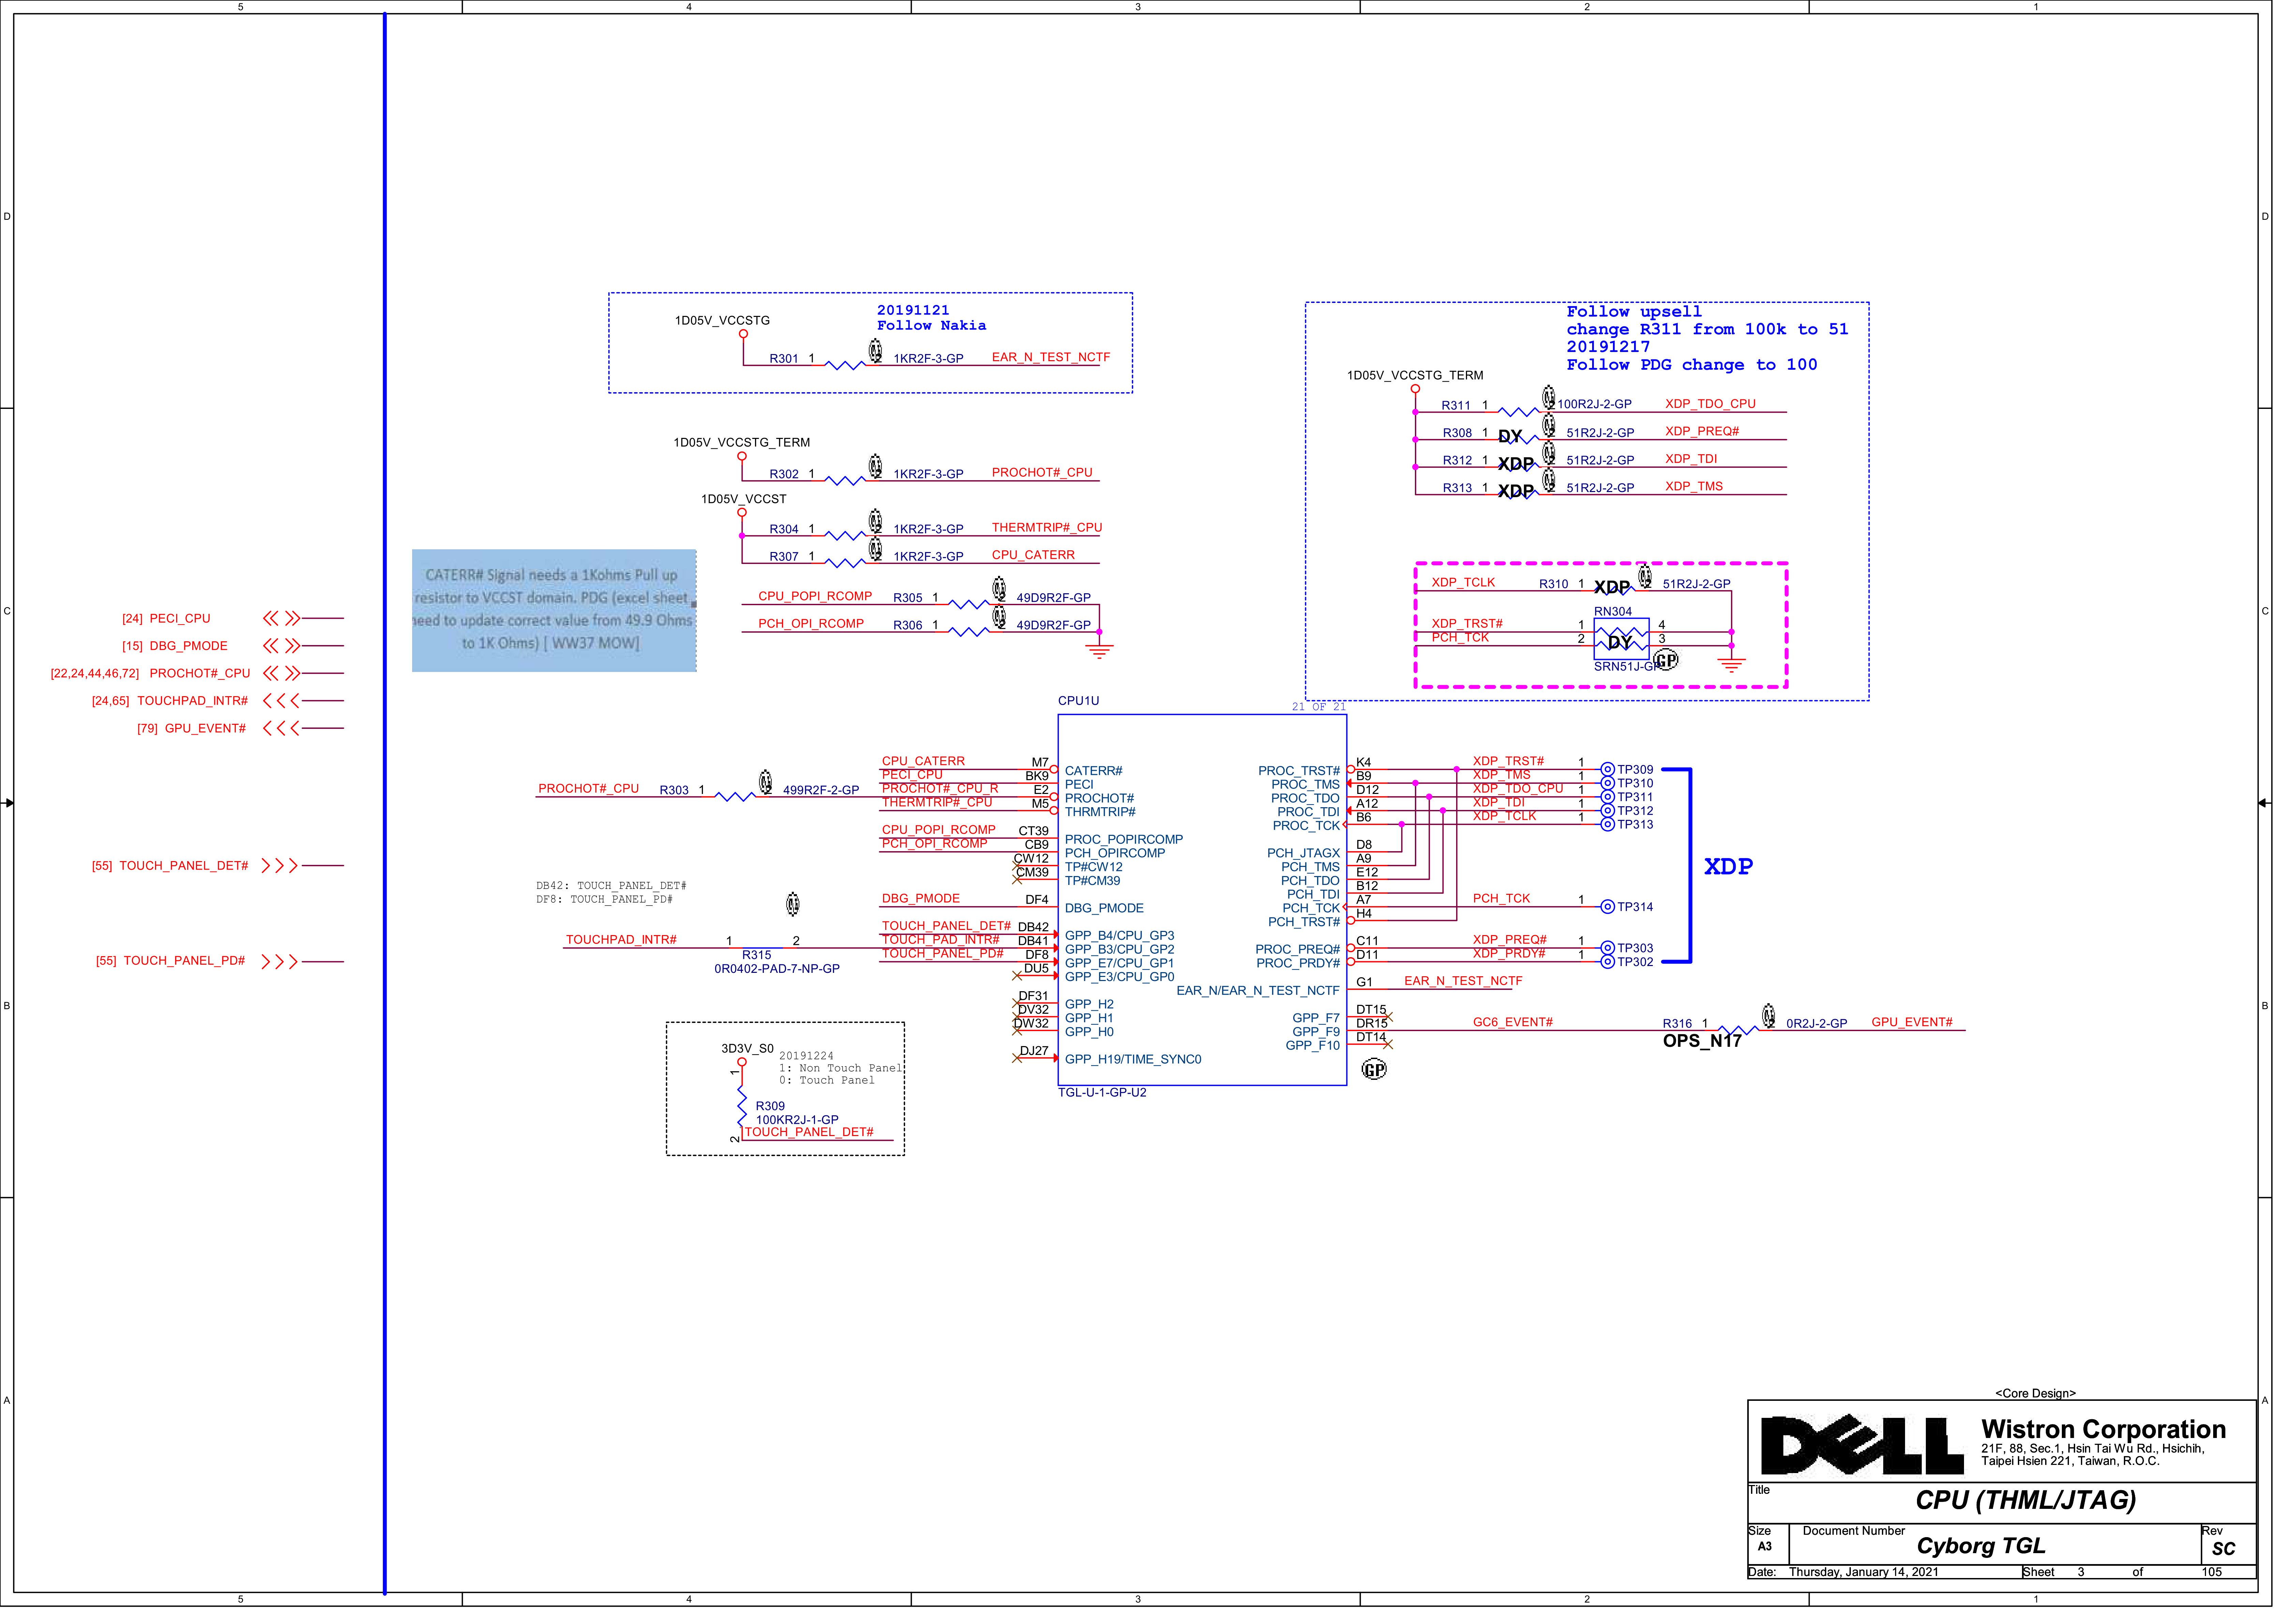 5 4 3 2 1
D D
C C
B B
A A
20191121
Follow Nakia
1D05V_VCCSTG
R301 1 2 1KR2F-3-GP EAR_N_TEST_NCTF
1D05V_VCCSTG_TERM
R302 1 2 1KR2F-3-GP PROCHOT#_CPU
1D05V_VCCST
R304 1 2 1KR2F-3-GP THERMTRIP#_CPU
R307 1 2 1KR2F-3-GP CPU_CATERR
CPU_POPI_RCOMP R305 1 2 49D9R2F-GP
PCH_OPI_RCOMP R306 1 2 49D9R2F-GP
CATERR# Signal needs a 1Kohms Pull up
resistor to VCCST domain. PDG (excel sheet
need to update correct value from 49.9 Ohms
to 1K Ohms) [ WW37 MOW]
Follow upsell
change R311 from 100k to 51
20191217
Follow PDG change to 100
1D05V_VCCSTG_TERM
R311 1 2 100R2J-2-GP XDP_TDO_CPU
R308 1 DY 2 51R2J-2-GP XDP_PREQ#
R312 1 XDP 2 51R2J-2-GP XDP_TDI
R313 1 XDP 2 51R2J-2-GP XDP_TMS
XDP_TCLK R310 1 XDP 2 51R2J-2-GP
RN304
XDP_TRST# 1 4
PCH_TCK 2 DY 3
SRN51J-GP
GP
[24] PECI_CPU
[15] DBG_PMODE
[22,24,44,46,72] PROCHOT#_CPU
[24,65] TOUCHPAD_INTR#
[79] GPU_EVENT#
[55] TOUCH_PANEL_DET#
[55] TOUCH_PANEL_PD#
CPU1U
21 OF 21
PROCHOT#_CPU R303 1 2 499R2F-2-GP
CPU_CATERR M7 CATERR#
PECI_CPU BK9 PECI
PROCHOT#_CPU_R E2 PROCHOT#
THERMTRIP#_CPU M5 THRMTRIP#
CPU_POPI_RCOMP CT39 PROC_POPIRCOMP
PCH_OPI_RCOMP CB9 PCH_OPIRCOMP
CW12 TP#CW12
CM39 TP#CM39
DB42: TOUCH_PANEL_DET#
DF8: TOUCH_PANEL_PD#
DBG_PMODE DF4 DBG_PMODE
TOUCH_PANEL_DET# DB42 GPP_B4/CPU_GP3
TOUCH_PAD_INTR# DB41 GPP_B3/CPU_GP2
TOUCH_PANEL_PD# DF8 GPP_E7/CPU_GP1
DU5 GPP_E3/CPU_GP0
TOUCHPAD_INTR# 1 2
R315
0R0402-PAD-7-NP-GP
DF31 GPP_H2
DV32 GPP_H1
DW32 GPP_H0
DJ27 GPP_H19/TIME_SYNC0
TGL-U-1-GP-U2
PROC_TRST# K4 XDP_TRST# 1 TP309
PROC_TMS B9 XDP_TMS 1 TP310
PROC_TDO D12 XDP_TDO_CPU 1 TP311
PROC_TDI A12 XDP_TDI 1 TP312
PROC_TCK B6 XDP_TCLK 1 TP313
PCH_JTAGX D8
PCH_TMS A9
PCH_TDO E12
PCH_TDI B12
PCH_TCK A7 PCH_TCK 1 TP314
PCH_TRST# H4
PROC_PREQ# C11 XDP_PREQ# 1 TP303
PROC_PRDY# D11 XDP_PRDY# 1 TP302
XDP
EAR_N/EAR_N_TEST_NCTF G1 EAR_N_TEST_NCTF
GPP_F7 DT15
GPP_F9 DR15 GC6_EVENT# R316 1 2 0R2J-2-GP GPU_EVENT#
OPS_N17
GPP_F10 DT14
GP
3D3V_S0
20191224
1: Non Touch Panel
0: Touch Panel
1
R309
100KR2J-1-GP
2
TOUCH_PANEL_DET#
<Core Design>
DELL
Wistron Corporation
21F, 88, Sec.1, Hsin Tai Wu Rd., Hsichih,
Taipei Hsien 221, Taiwan, R.O.C.
Title
CPU (THML/JTAG)
Size Document Number Rev
A3 Cyborg TGL SC
Date: Thursday, January 14, 2021 Sheet 3 of 105
5 4 3 2 1